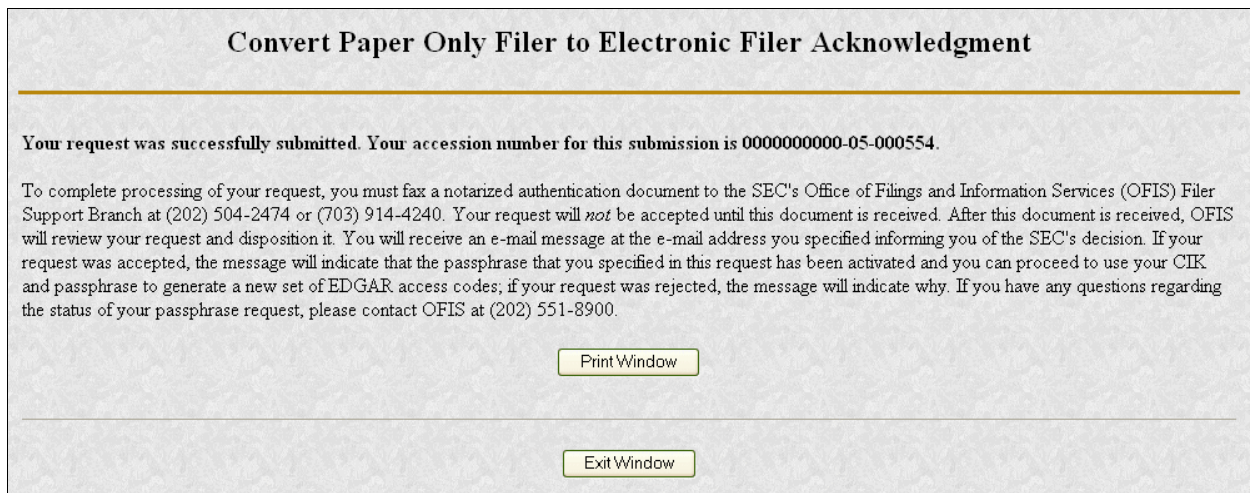 Convert Paper Only Filer to Electronic Filer Acknowledgment
Your request was successfully submitted. Your accession number for this submission is 0000000000-05-000554.
To complete processing of your request, you must fax a notarized authentication document to the SEC's Office of Filings and Information Services (OFIS) Filer
Support Branch at (202) 504-2474 or (703) 914-4240. Your request will not be accepted until this document is received. After this document is received, OFIS
will review your request and disposition it. You will receive an e-mail message at the e-mail address you specified informing you of the SEC's decision. If your
request was accepted, the message will indicate that the passphrase that you specified in this request has been activated and you can proceed to use your CIK
and passphrase to generate a new set of EDGAR access codes; if your request was rejected, the message will indicate why. If you have any questions regarding
the status of your passphrase request, please contact OFIS at (202) 551-8900.
Print Window
Exit Window